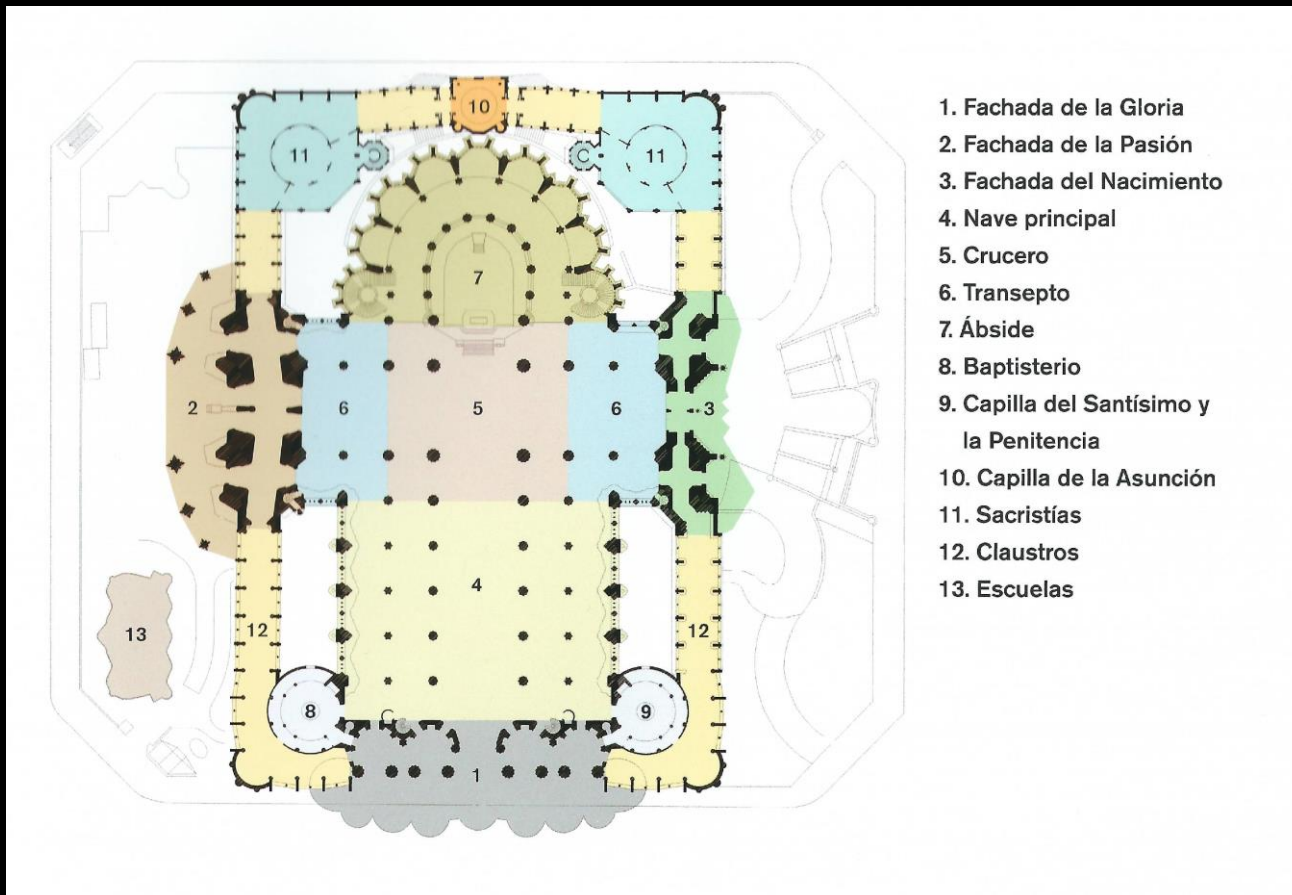 10
11
11
7
2
6
5
6
3
4
13
12
12
8
9
1
1. Fachada de la Gloria
2. Fachada de la Pasión
3. Fachada del Nacimiento
4. Nave principal
5. Crucero
6. Transepto
7. Ábside
8. Baptisterio
9. Capilla del Santísimo y
la Penitencia
10. Capilla de la Asunción
11. Sacristías
12. Claustros
13. Escuelas